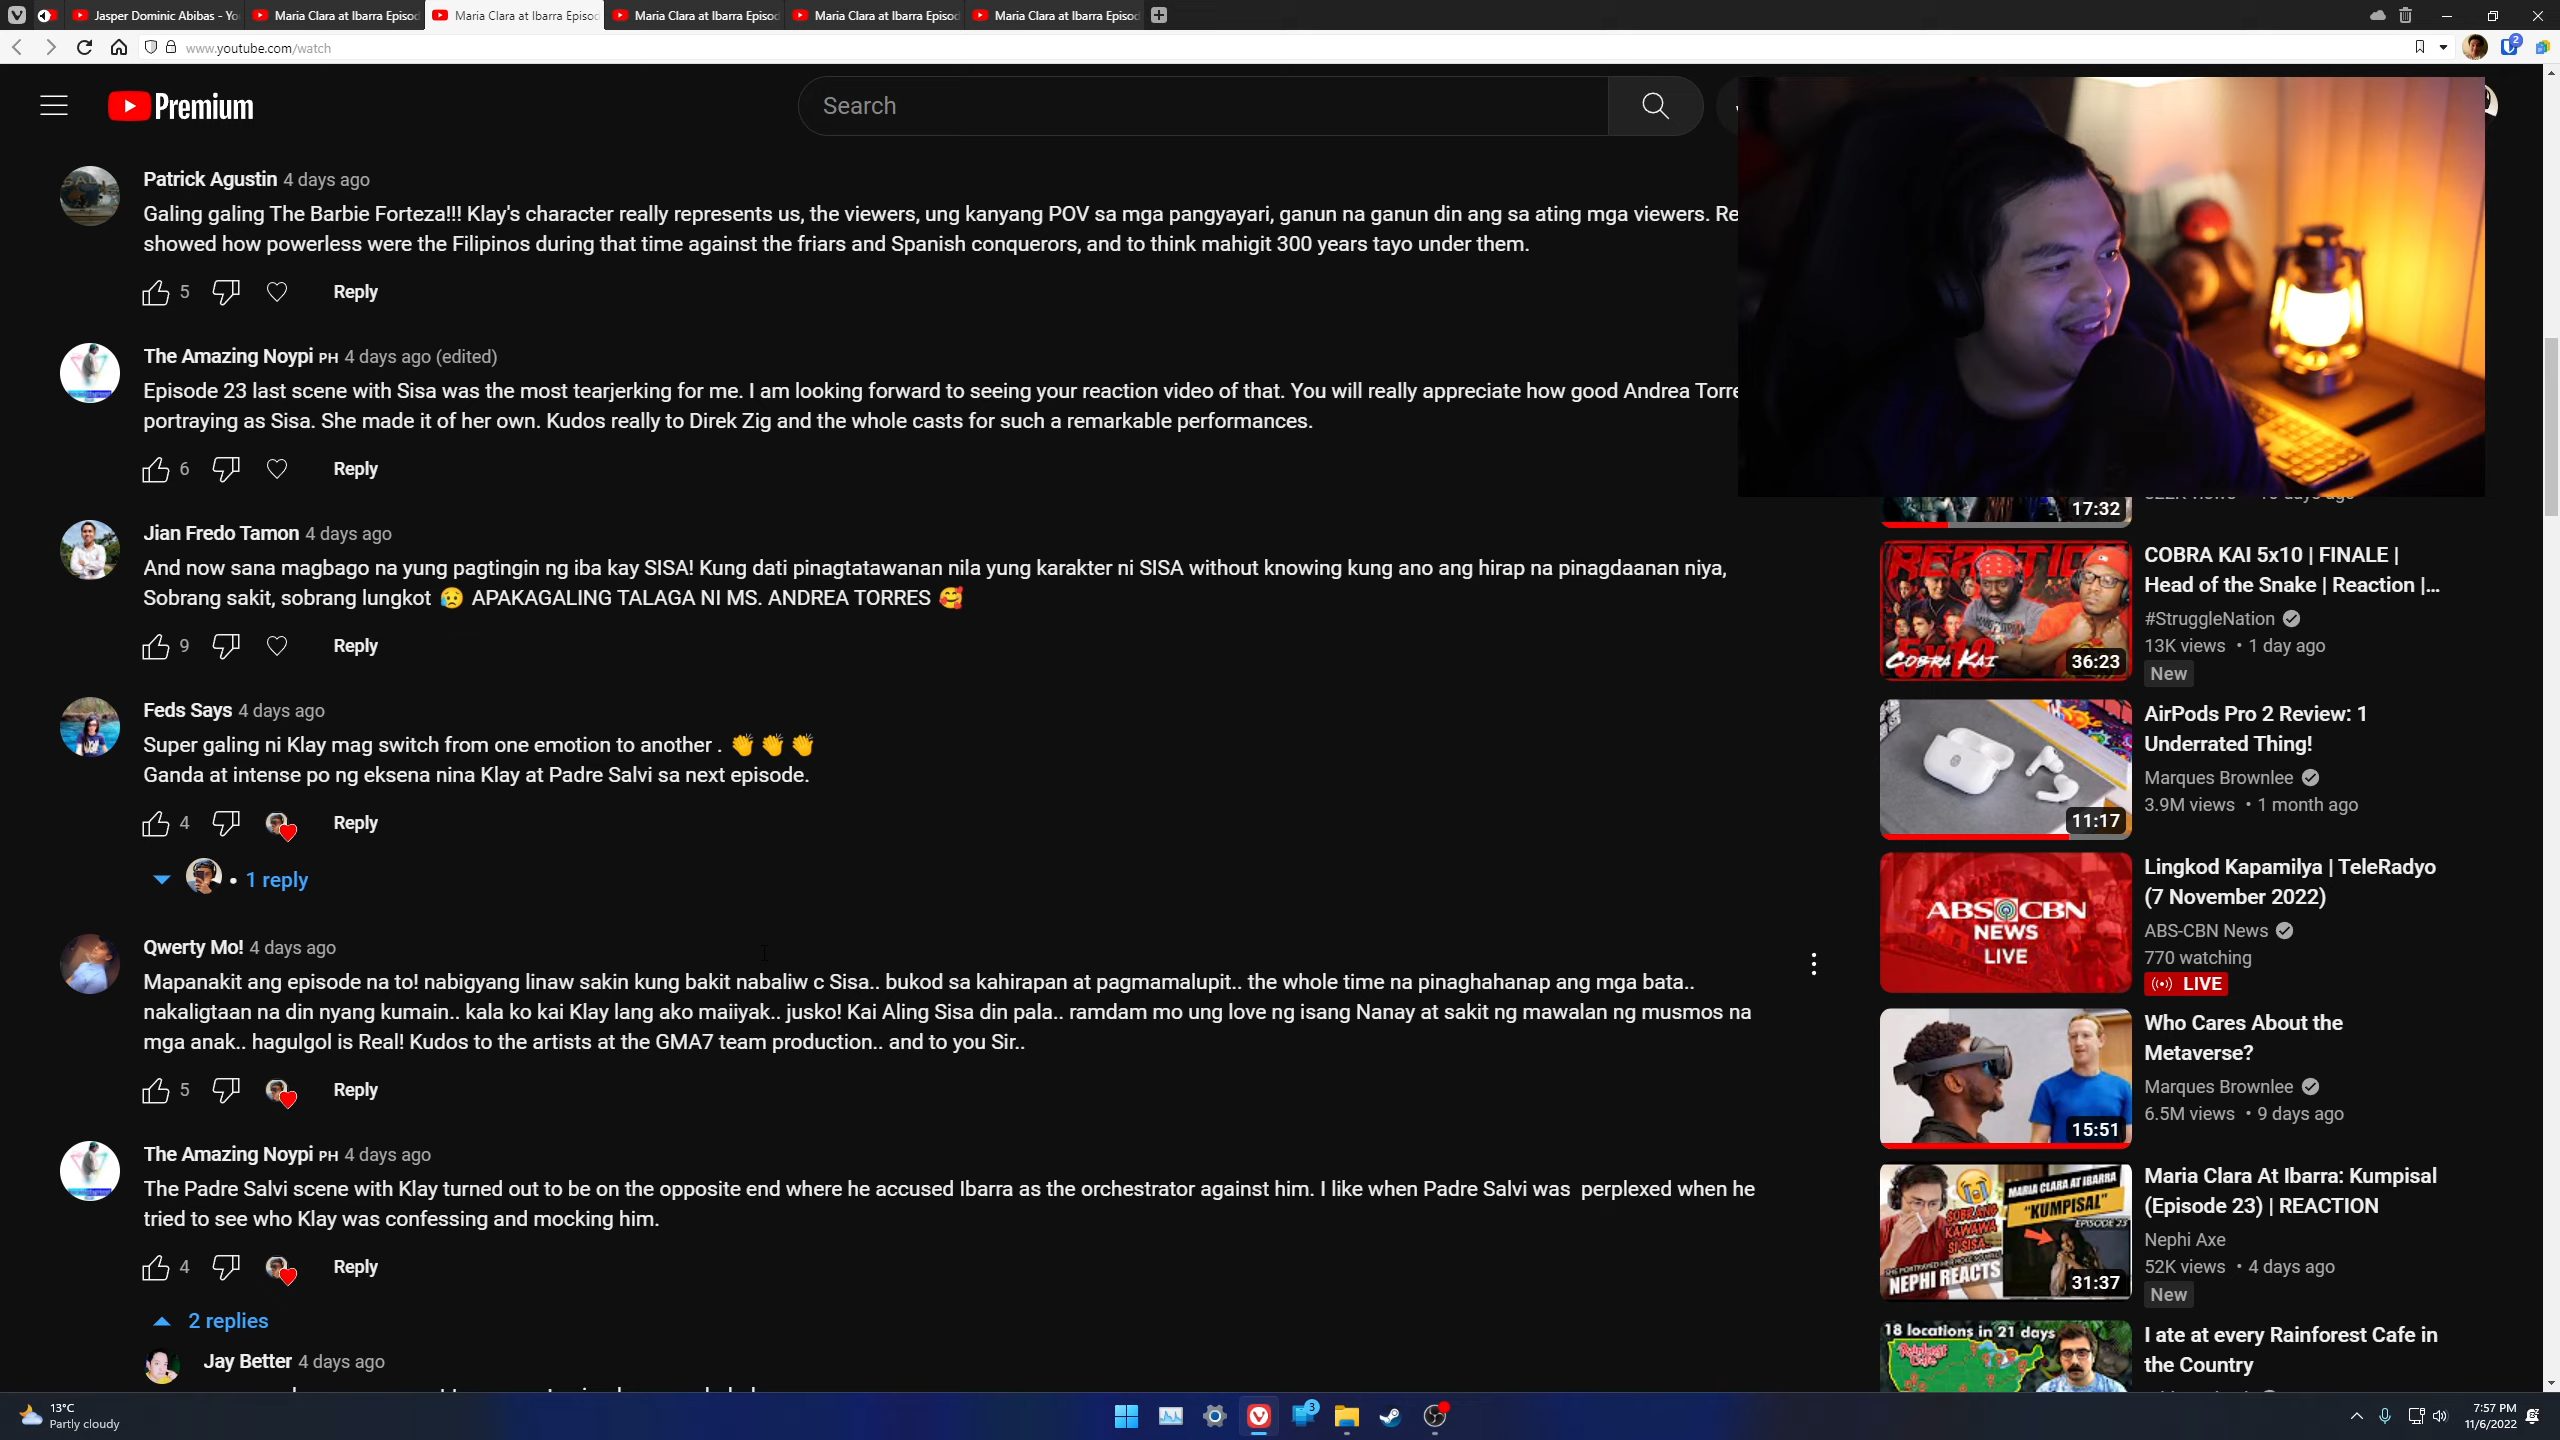 Jasper Dominic Abibas - Yo
Maria Clara at Ibarra Episod
Maria Clara at Ibarra Episod
Maria Clara at Ibarra Episod
Maria Clara at Ibarra Episod
Maria Clara at Ibarra Episod
www.youtube.com/watch
2
Premium
Search
Patrick Agustin 4 days ago
Galing galing The Barbie Forteza!!! Klay's character really represents us, the viewers, ung kanyang POV sa mga pangyayari, ganun na ganun din ang sa ating mga viewers. Re
showed how powerless were the Filipinos during that time against the friars and Spanish conquerors, and to think mahigit 300 years tayo under them.
5 Reply
The Amazing Noypi PH 4 days ago (edited)
Episode 23 last scene with Sisa was the most tearjerking for me. I am looking forward to seeing your reaction video of that. You will really appreciate how good Andrea Torre
portraying as Sisa. She made it of her own. Kudos really to Direk Zig and the whole casts for such a remarkable performances.
6 Reply
Jian Fredo Tamon 4 days ago
And now sana magbago na yung pagtingin ng iba kay SISA! Kung dati pinagtatawanan nila yung karakter ni SISA without knowing kung ano ang hirap na pinagdaanan niya,
Sobrang sakit, sobrang lungkot 😥 APAKAGALING TALAGA NI MS. ANDREA TORRES 🥰
9 Reply
Feds Says 4 days ago
Super galing ni Klay mag switch from one emotion to another . 👏 👏 👏
Ganda at intense po ng eksena nina Klay at Padre Salvi sa next episode.
4 Reply
• 1 reply
Qwerty Mo! 4 days ago
Mapanakit ang episode na to! nabigyang linaw sakin kung bakit nabaliw c Sisa.. bukod sa kahirapan at pagmamalupit.. the whole time na pinaghahanap ang mga bata..
nakaligtaan na din nyang kumain.. kala ko kai Klay lang ako maiiyak.. jusko! Kai Aling Sisa din pala.. ramdam mo ung love ng isang Nanay at sakit ng mawalan ng musmos na
mga anak.. hagulgol is Real! Kudos to the artists at the GMA7 team production.. and to you Sir..
5 Reply
The Amazing Noypi PH 4 days ago
The Padre Salvi scene with Klay turned out to be on the opposite end where he accused Ibarra as the orchestrator against him. I like when Padre Salvi was perplexed when he
tried to see who Klay was confessing and mocking him.
4 Reply
2 replies
Jay Better 4 days ago
17:32
REACTION
COBRA KAI
5x10
36:23
COBRA KAI 5x10 | FINALE |
Head of the Snake | Reaction |...
#StruggleNation
13K views • 1 day ago
New
11:17
AirPods Pro 2 Review: 1
Underrated Thing!
Marques Brownlee
3.9M views • 1 month ago
ABS CBN
NEWS
LIVE
Lingkod Kapamilya | TeleRadyo
(7 November 2022)
ABS-CBN News
770 watching
LIVE
15:51
Who Cares About the
Metaverse?
Marques Brownlee
6.5M views • 9 days ago
MARIA CLARA AT IBARRA
"KUMPISAL"
EPISODE 23
SOBRANG
KAWAWA
SI SISA
NEPHI REACTS
31:37
Maria Clara At Ibarra: Kumpisal
(Episode 23) | REACTION
Nephi Axe
52K views • 4 days ago
New
18 locations in 21 days
I ate at every Rainforest Cafe in
the Country
13°C
Partly cloudy
3
7:57 PM
11/6/2022